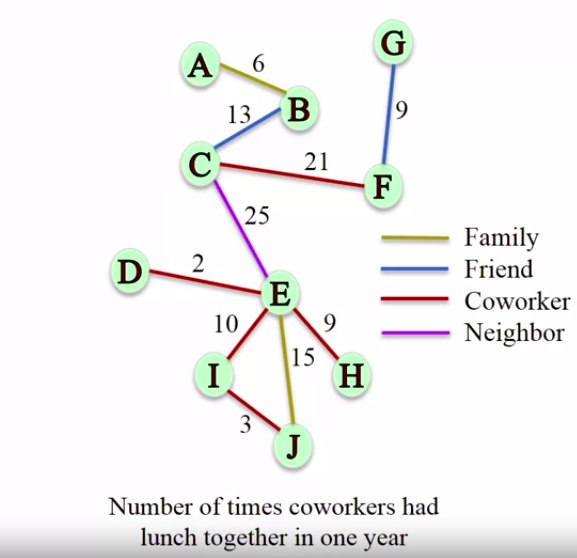 G
A
6
B
9
13
C
21
F
25
Family
D
2
Friend
E
Coworker
10
9
Neighbor
15
I
H
3
J
Number of times coworkers had
lunch together in one year